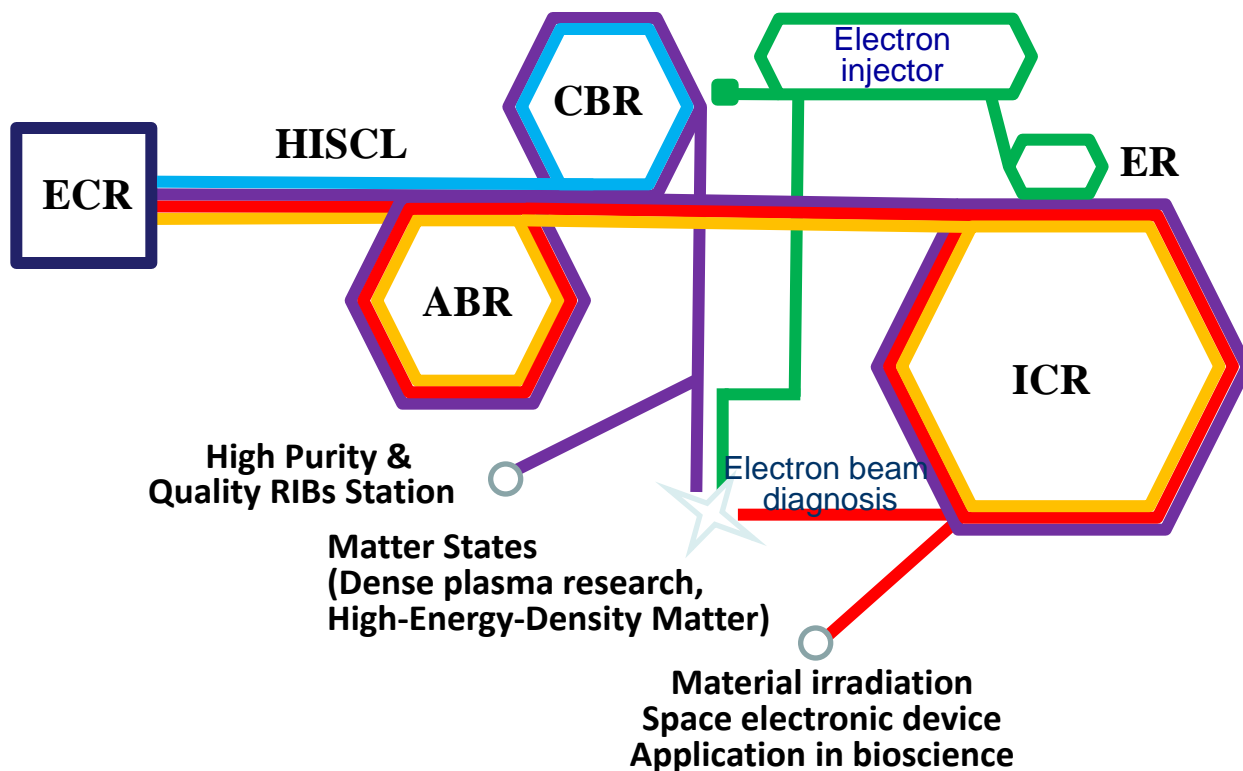 Electron
injector
CBR
HISCL
ER
ECR
ABR
ICR
High Purity &
Quality RIBs Station
Electron beam
diagnosis
Matter States
(Dense plasma research,
High-Energy-Density Matter)
Material irradiation
Space electronic device
Application in bioscience